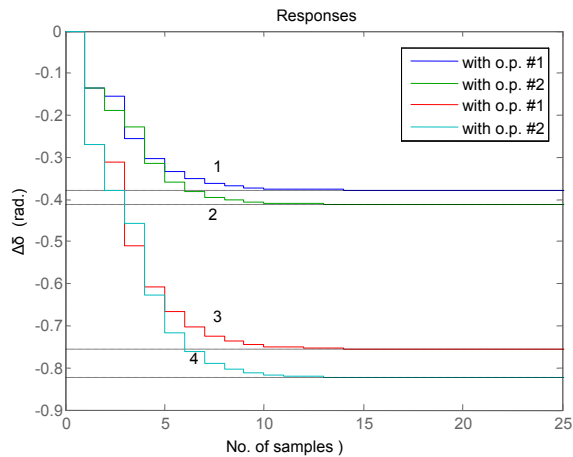 Responses
0
-0.1
-0.2
-0.3
-0.4
-0.5
-0.6
-0.7
-0.8
-0.9
Δδ (rad.)
with o.p. #1
with o.p. #2
with o.p. #1
with o.p. #2
1
2
3
4
0 5 10 15 20 25
No. of samples )